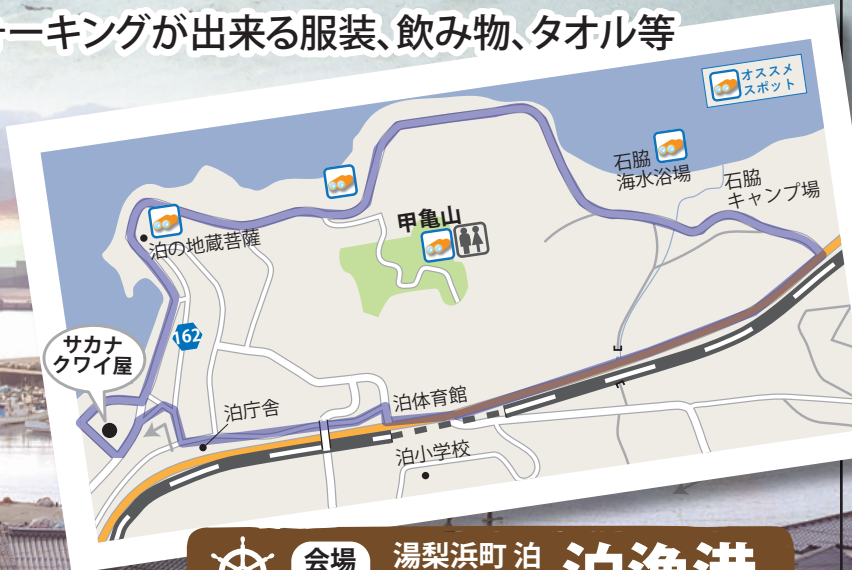 ーキングが出来る服装、飲み物、タオル等
オススメ
スポット
石脇
海水浴場
石脇
キャンプ場
甲亀山
泊の地蔵菩薩
162
サカナ
クワイ屋
泊庁舎
泊体育館
泊小学校
会場
湯梨浜町 泊
泊漁港